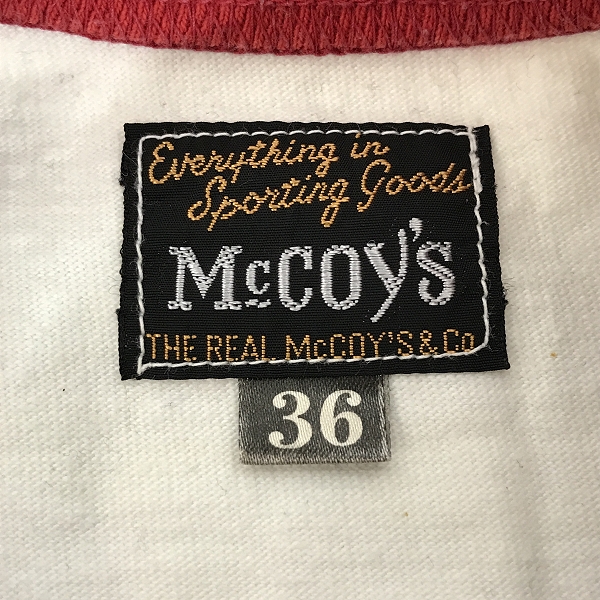 Everything in
Sporting Goods
McCOY'S
THE REAL McCOY'S & Co.
36